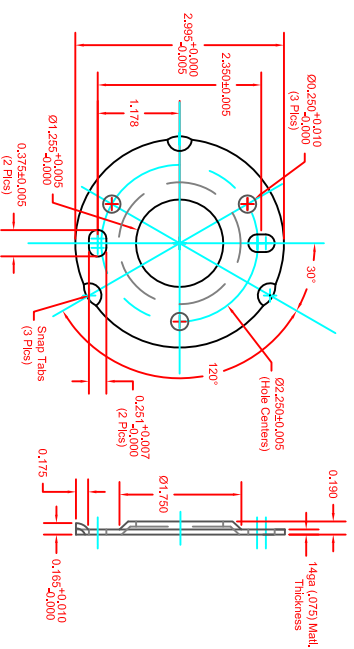 2.995+0.000
-0.005
2.350±0.005
1.178
Ø0.250+0.010
-0.000
(3 Plcs)
Ø1.255+0.005
-0.000
0.375±0.005
(2 Plcs)
30°
Snap Tabs
(3 Plcs)
120°
Ø2.250±0.005
(Hole Centers)
0.251+0.007
-0.000
(2 Plcs)
0.175
Ø1.750
0.190
0.165+0.010
-0.000
14ga (.075) Matl.
Thickness